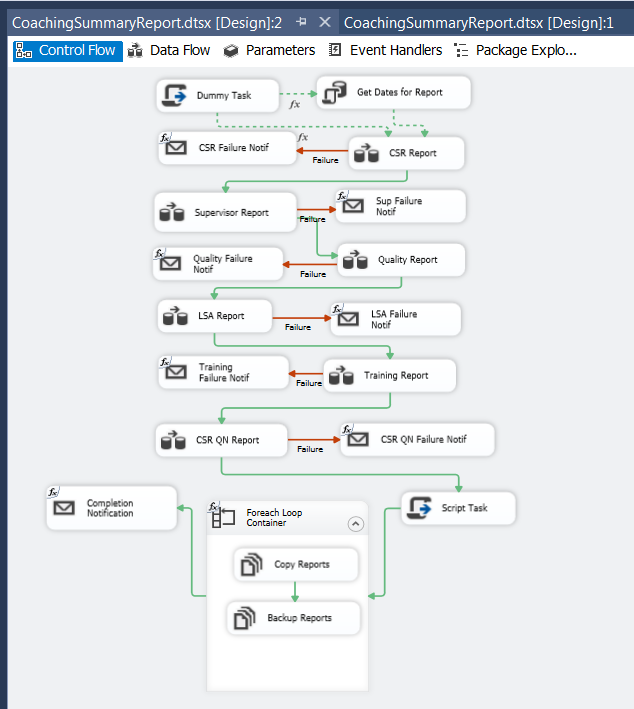 CoachingSummaryReport.dtsx [Design]:2
CoachingSummaryReport.dtsx [Design]:1
Control Flow
Data Flow
Parameters
Event Handlers
Package Explo...
Dummy Task
fx
Get Dates for Report
fx
CSR Failure Notif
fx
Failure
CSR Report
Supervisor Report
Failure
fx
Sup Failure
Notif
fx
Quality Failure
Notif
Failure
Quality Report
LSA Report
Failure
fx
LSA Failure
Notif
fx
Training
Failure Notif
Failure
Training Report
CSR QN Report
Failure
fx
CSR QN Failure Notif
fx
Completion
Notification
fx
Foreach Loop
Container
Script Task
Copy Reports
Backup Reports